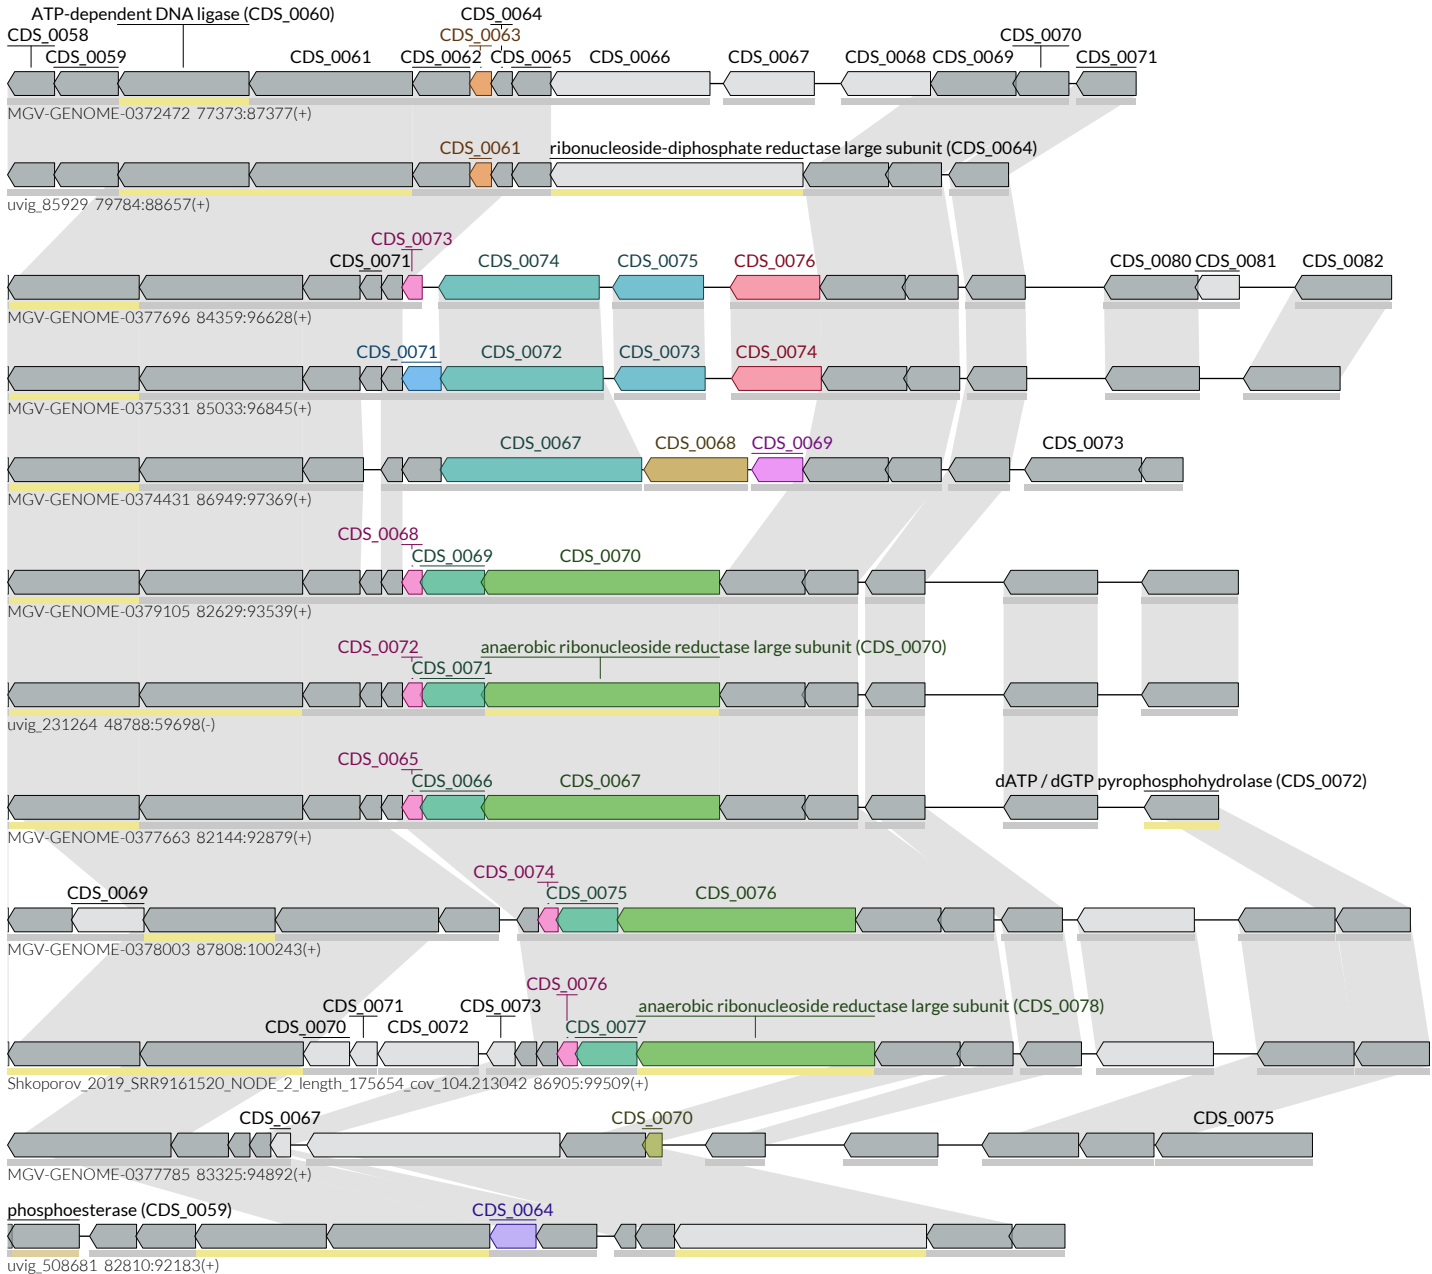 ATP-dependent DNA ligase (CDS_0060) CDS_0064
CDS_0058 CDS_0063 CDS_0070
CDS_0059 CDS_0061 CDS_0062 CDS_0065 CDS_0066 CDS_0067 CDS_0068 CDS_0069 CDS_0071
MGV-GENOME-0372472 77373:87377(+)
CDS_0061 ribonucleoside-diphosphate reductase large subunit (CDS_0064)
uvig_85929 79784:88657(+)
CDS_0073
CDS_0071 CDS_0074 CDS_0075 CDS_0076 CDS_0080 CDS_0081 CDS_0082
MGV-GENOME-0377696 84359:96628(+)
CDS_0071 CDS_0072 CDS_0073 CDS_0074
MGV-GENOME-0375331 85033:96845(+)
CDS_0067 CDS_0068 CDS_0069 CDS_0073
MGV-GENOME-0374431 86949:97369(+)
CDS_0068
CDS_0069 CDS_0070
MGV-GENOME-0379105 82629:93539(+)
CDS_0072 anaerobic ribonucleoside reductase large subunit (CDS_0070)
CDS_0071
uvig_231264 48788:59698(-)
CDS_0065
CDS_0066 CDS_0067 dATP / dGTP pyrophosphohydrolase (CDS_0072)
MGV-GENOME-0377663 82144:92879(+)
CDS_0074
CDS_0069 CDS_0075 CDS_0076
MGV-GENOME-0378003 87808:100243(+)
CDS_0076
CDS_0071 CDS_0073 anaerobic ribonucleoside reductase large subunit (CDS_0078)
CDS_0070 CDS_0072 CDS_0077
Shkoporov_2019_SRR9161520_NODE_2_length_175654_cov_104.213042 86905:99509(+)
CDS_0067 CDS_0070 CDS_0075
MGV-GENOME-0377785 83325:94892(+)
phosphoesterase (CDS_0059) CDS_0064
uvig_508681 82810:92183(+)